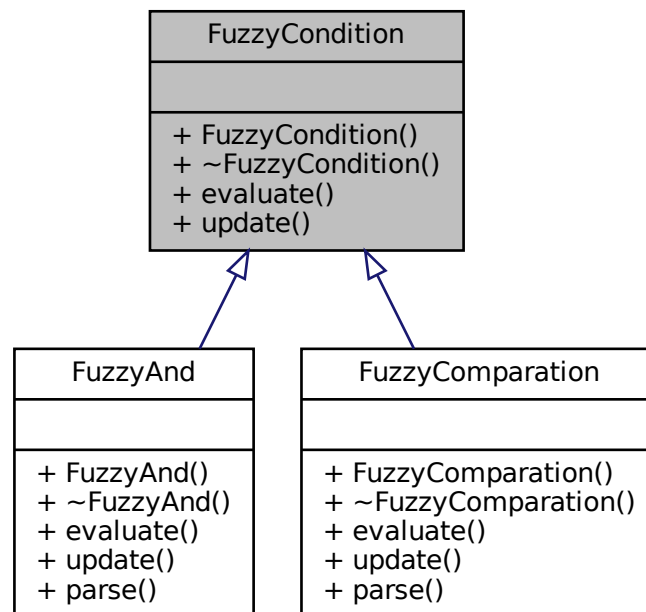 FuzzyCondition
+ FuzzyCondition()
+ ~FuzzyCondition()
+ evaluate()
+ update()
FuzzyAnd
+ FuzzyAnd()
+ ~FuzzyAnd()
+ evaluate()
+ update()
+ parse()
FuzzyComparation
+ FuzzyComparation()
+ ~FuzzyComparation()
+ evaluate()
+ update()
+ parse()